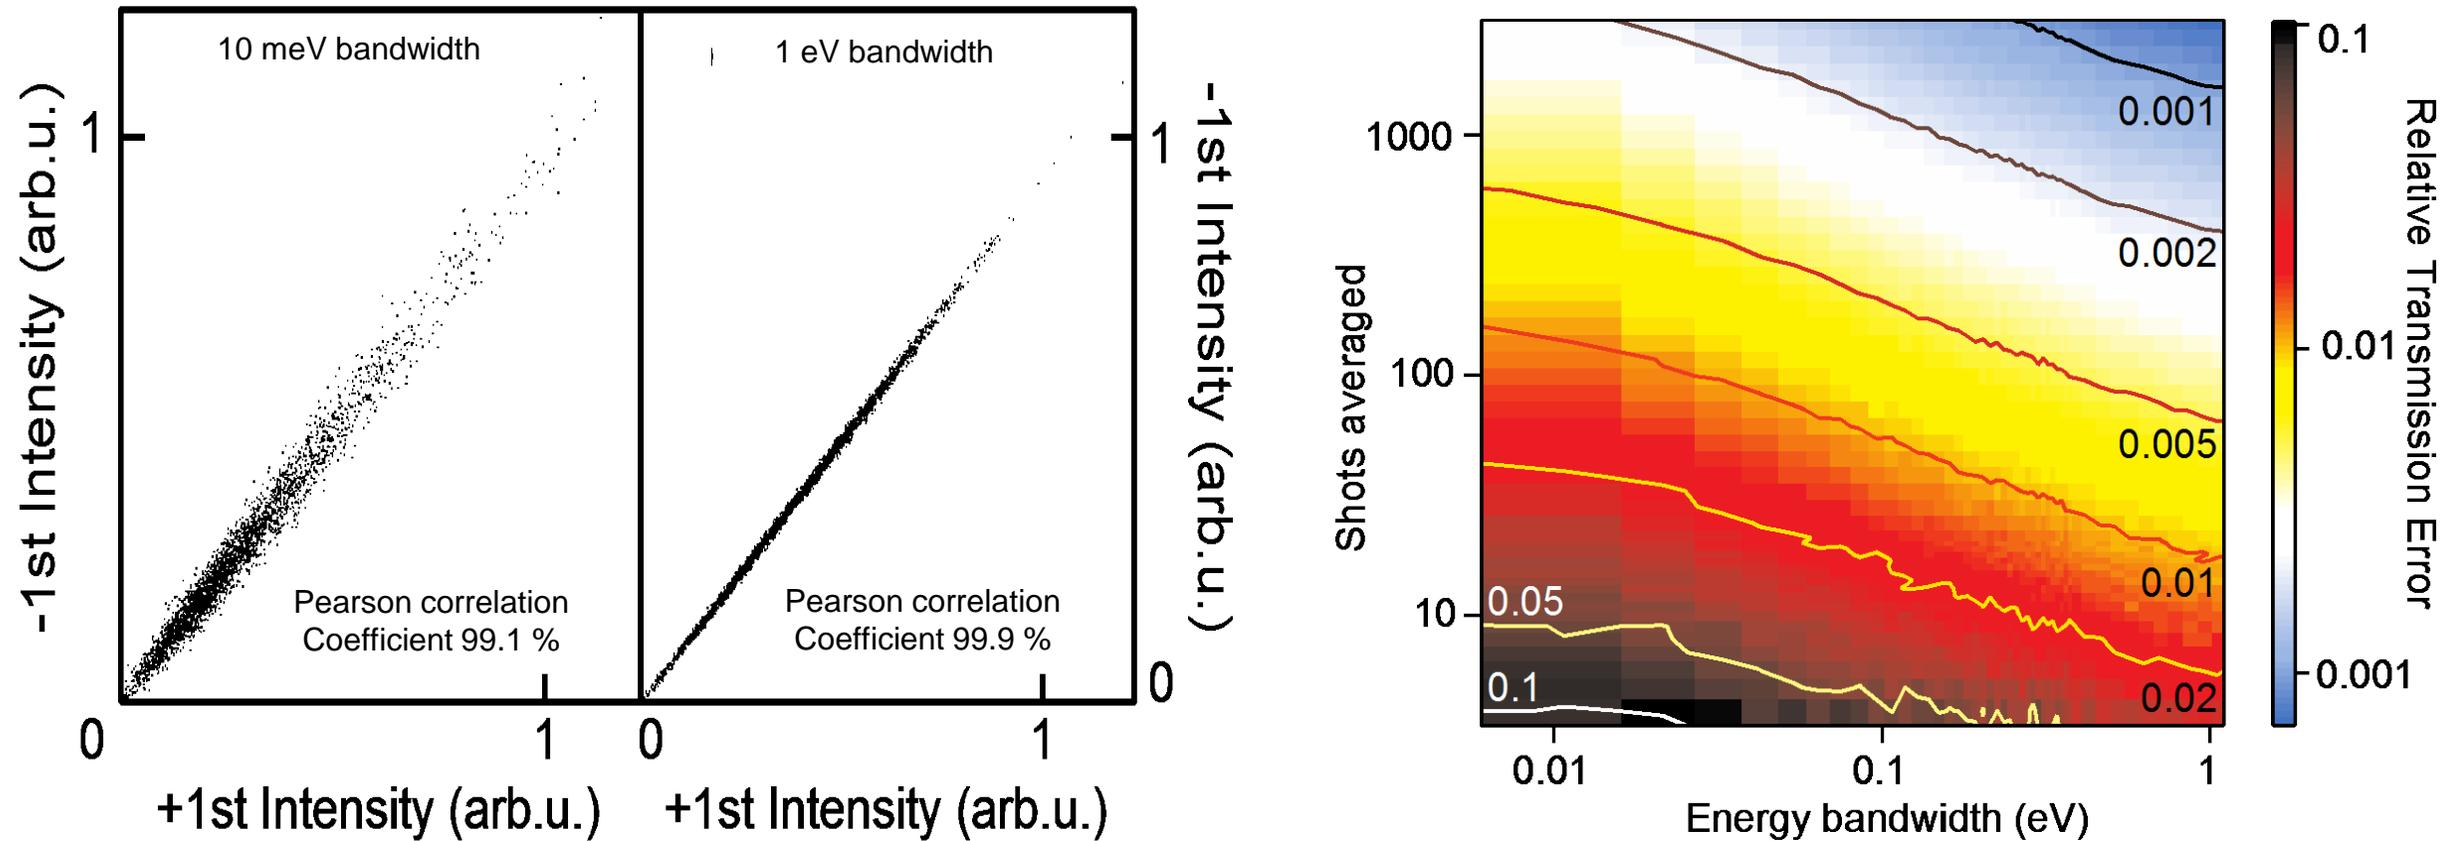 10 meV bandwidth
1 eV bandwidth
-1st Intensity (arb.u.)
1
1
-1st Intensity (arb.u.)
Pearson correlation
Coefficient 99.1 %
Pearson correlation
Coefficient 99.9 %
0
0
1
0
1
+1st Intensity (arb.u.)
+1st Intensity (arb.u.)
Shots averaged
1000
100
10
0.001
0.002
0.005
0.01
0.02
0.05
0.1
0.01
0.1
1
Energy bandwidth (eV)
0.1
0.01
0.001
Relative Transmission Error